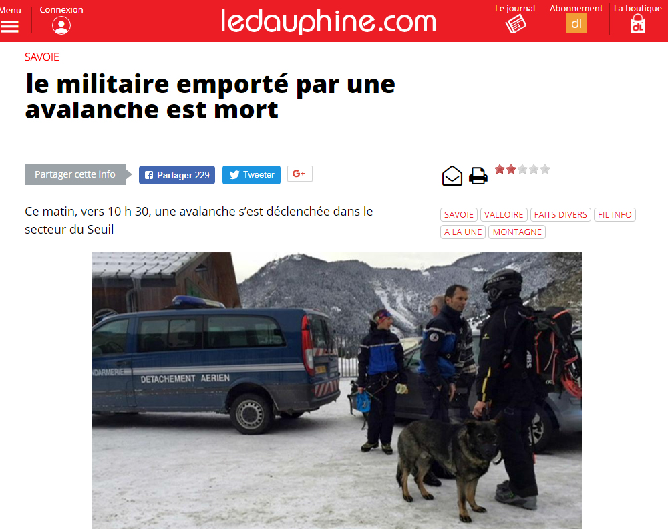 Menu
Connexion
ledauphine.com
Le journal
Abonnement
dl
La boutique
dL
SAVOIE
le militaire emporté par une
avalanche est mort
Partager cette info
Partager 229
Tweeter
G+
Ce matin, vers 10 h 30, une avalanche s'est déclenchée dans le
secteur du Seuil
SAVOIE
VALLOIRE
FAITS DIVERS
FIL INFO
A LA UNE
MONTAGNE
ENDARMERIE
DETACHEMENT AERIEN